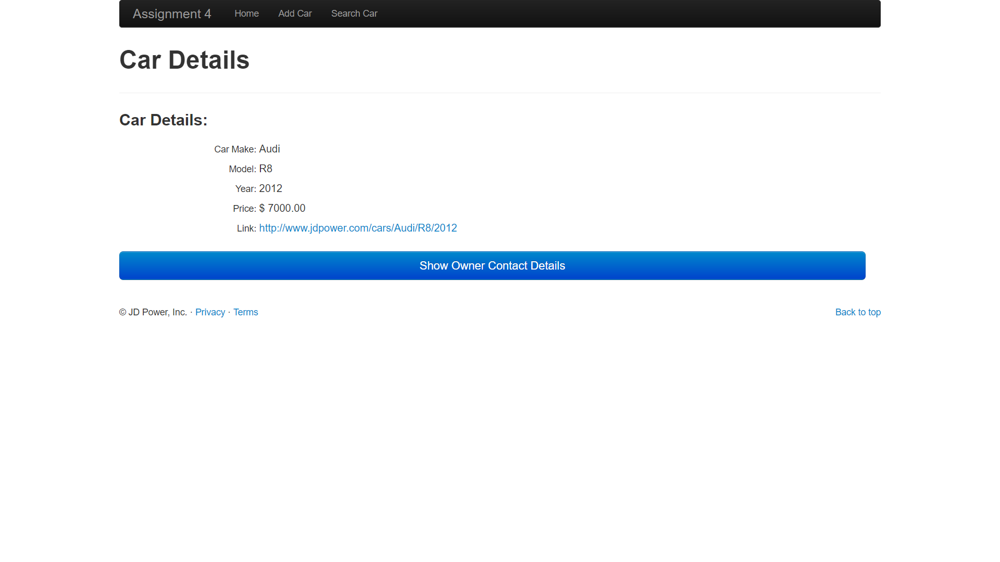 Assignment 4 Home Add Car Search Car
Car Details
Car Details:
Car Make: Audi
Model: R8
Year: 2012
Price: $ 7000.00
Link: http://www.jdpower.com/cars/Audi/R8/2012
Show Owner Contact Details
© JD Power, Inc. · Privacy · Terms Back to top